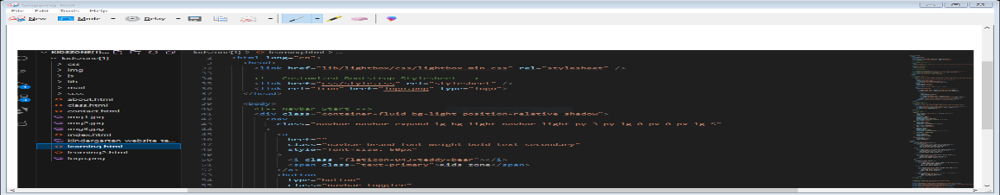 Snipping Tool
File Edit Tools Help
New Mode Delay
KIDSZONE[1]...
kidszone[1] > learning.html > ...
kidszone[1]
css
img
js
lib
mail
scss
about.html
class.html
contact.html
img1.jpg
img2.jpg
img3.jpg
index.html
kindergarten website te...
learning.html
learning2.html
logo.png
<html lang="en">
<head>
<link href="lib/lightbox/css/lightbox.min.css" rel="stylesheet" />
<!-- Customized Bootstrap Stylesheet -->
<link href="css/style.css" rel="stylesheet" />
<link rel="icon" href="logo.png" type="logo">
</head>
<body>
<!-- Navbar Start -->
<div class="container-fluid bg-light position-relative shadow">
<nav
class="navbar navbar-expand-lg bg-light navbar-light py-3 py-lg-0 px-0 px-lg-5"
>
<a
href=""
class="navbar-brand font-weight-bold text-secondary"
style="font-size: 50px"
>
<i class="flaticon-043-teddy-bear"></i>
<span class="text-primary">kids zone</span>
</a>
<button
type="button"
class="navbar-toggler"